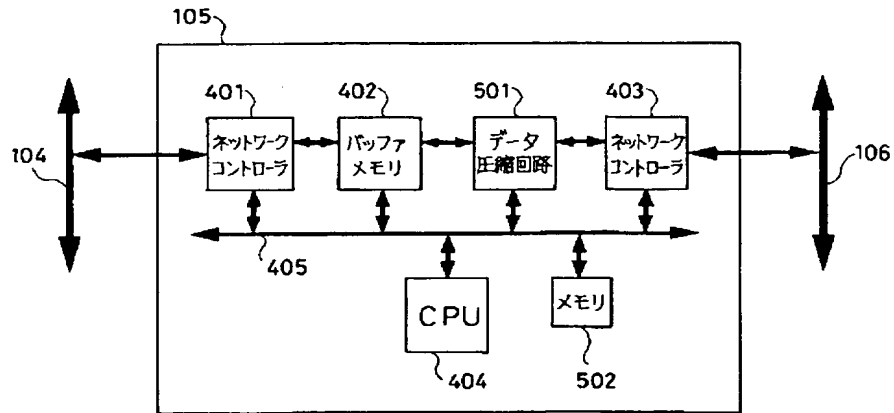 105
401
402
501
403
ネットワーク
コントローラ
バッファ
メモリ
データ
圧縮回路
ネットワーク
コントローラ
104
106
405
CPU
メモリ
404
502